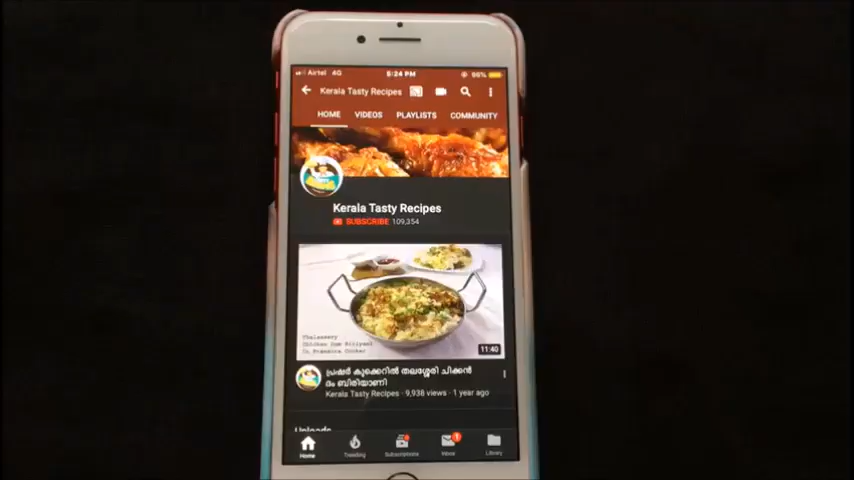 Airtel 4G 5:24 PM 96%
Kerala Tasty Recipes
HOME VIDEOS PLAYLISTS COMMUNITY
Kerala Tasty Recipes
SUBSCRIBE 109,354
Thalassery
Chicken Dum Biriyani
In Pressure Cooker
11:40
പ്രഷർ കുക്കെറിൽ തലശ്ശേരി ചിക്കൻ
ദം ബിരിയാണി
Kerala Tasty Recipes · 9,938 views · 1 year ago
Uploads
Home Trending Subscriptions Inbox Library